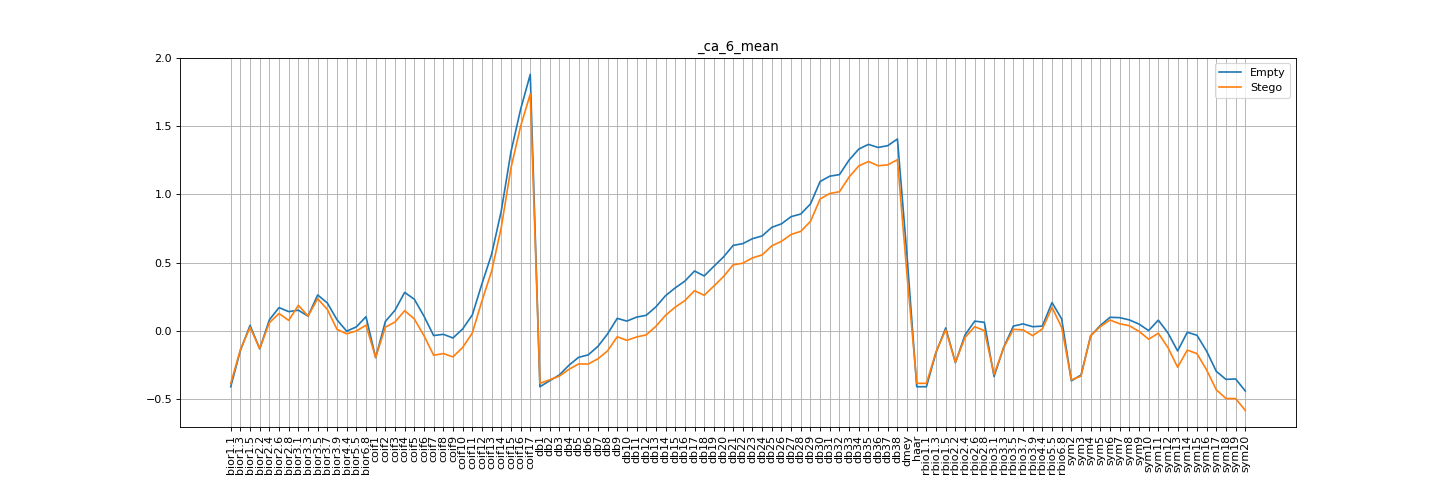 _ca_6_mean
Empty
Stego
2.0
1.5
1.0
0.5
0.0
−0.5
bior1.1
bior1.3
bior1.5
bior2.2
bior2.4
bior2.6
bior2.8
bior3.1
bior3.3
bior3.5
bior3.7
bior3.9
bior4.4
bior5.5
bior6.8
coif1
coif2
coif3
coif4
coif5
coif6
coif7
coif8
coif9
coif10
coif11
coif12
coif13
coif14
coif15
coif16
coif17
db1
db2
db3
db4
db5
db6
db7
db8
db9
db10
db11
db12
db13
db14
db15
db16
db17
db18
db19
db20
db21
db22
db23
db24
db25
db26
db27
db28
db29
db30
db31
db32
db33
db34
db35
db36
db37
db38
dmey
haar
rbio1.1
rbio1.3
rbio1.5
rbio2.2
rbio2.4
rbio2.6
rbio2.8
rbio3.1
rbio3.3
rbio3.5
rbio3.7
rbio3.9
rbio4.4
rbio5.5
rbio6.8
sym2
sym3
sym4
sym5
sym6
sym7
sym8
sym9
sym10
sym11
sym12
sym13
sym14
sym15
sym16
sym17
sym18
sym19
sym20